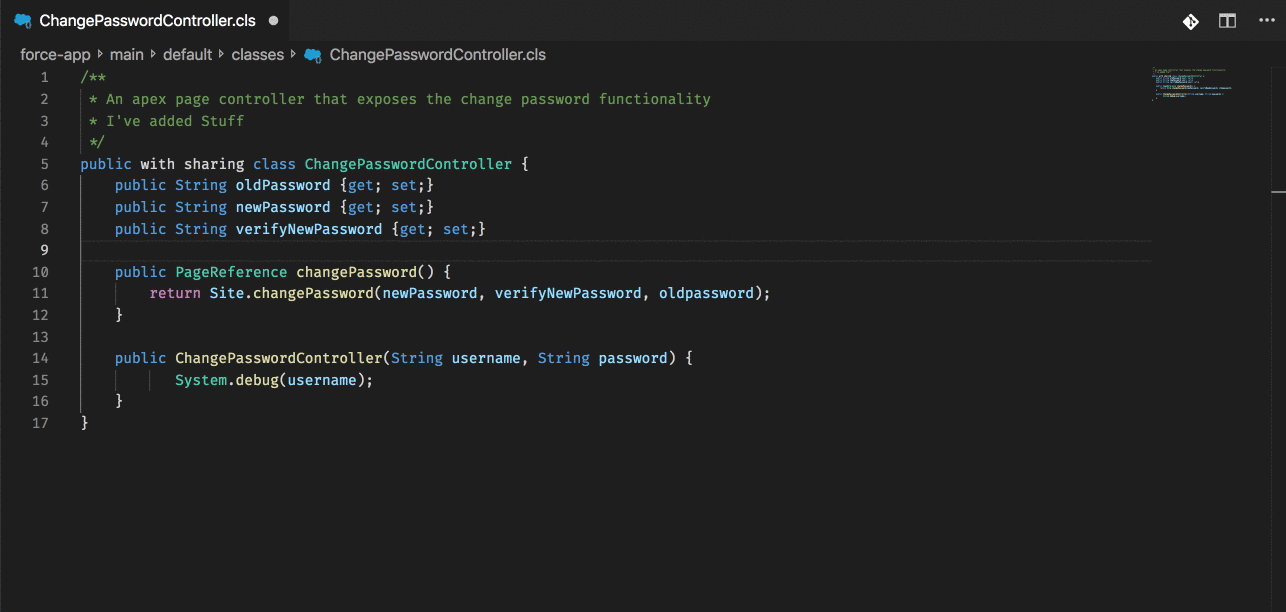 ChangePasswordController.cls
force-app main default classes ChangePasswordController.cls
1 /**
2 * An apex page controller that exposes the change password functionality
3 * I've added Stuff
4 */
5 public with sharing class ChangePasswordController {
6 public String oldPassword {get; set;}
7 public String newPassword {get; set;}
8 public String verifyNewPassword {get; set;}
9
10 public PageReference changePassword() {
11 return Site.changePassword(newPassword, verifyNewPassword, oldpassword);
12 }
13
14 public ChangePasswordController(String username, String password) {
15 System.debug(username);
16 }
17 }